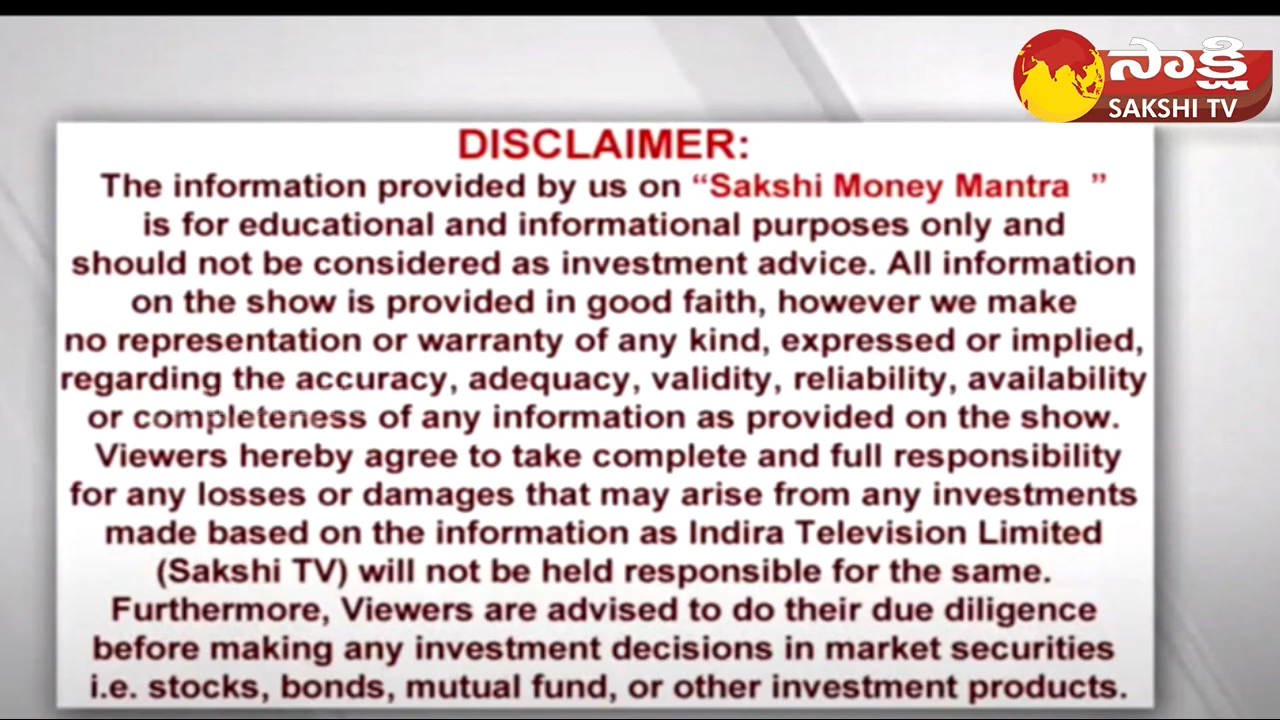 సాక్షి
SAKSHI TV
DISCLAIMER:
The information provided by us on “Sakshi Money Mantra ”
is for educational and informational purposes only and
should not be considered as investment advice. All information
on the show is provided in good faith, however we make
no representation or warranty of any kind, expressed or implied,
regarding the accuracy, adequacy, validity, reliability, availability
or completeness of any information as provided on the show.
Viewers hereby agree to take complete and full responsibility
for any losses or damages that may arise from any investments
made based on the information as Indira Television Limited
(Sakshi TV) will not be held responsible for the same.
Furthermore, Viewers are advised to do their due diligence
before making any investment decisions in market securities
i.e. stocks, bonds, mutual fund, or other investment products.